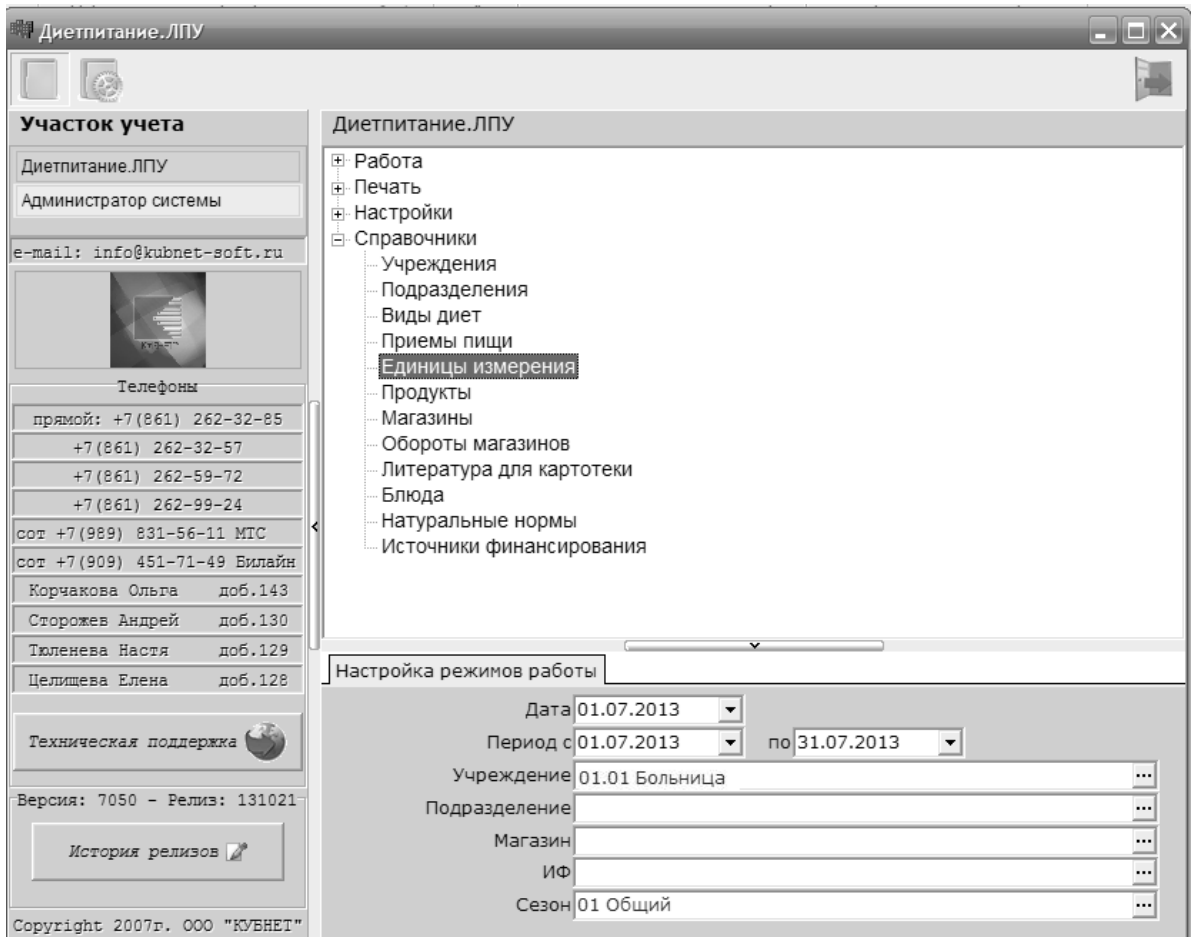 Диетпитание.ЛПУ
Участок учета
Диетпитание.ЛПУ
Администратор системы
e-mail: info@kubnet-soft.ru
Телефоны
прямой: +7(861) 262-32-85
+7(861) 262-32-57
+7(861) 262-59-72
+7(861) 262-99-24
сот +7(989) 831-56-11 МТС
сот +7(909) 451-71-49 Билайн
Корчакова Ольга доб.143
Сторожев Андрей доб.130
Тюленева Настя доб.129
Целищева Елена доб.128
Техническая поддержка
Версия: 7050 - Релиз: 131021
История релизов
Copyright 2007г. ООО "КУБНЕТ"
Диетпитание.ЛПУ
Работа
Печать
Настройки
Справочники
Учреждения
Подразделения
Виды диет
Приемы пищи
Единицы измерения
Продукты
Магазины
Обороты магазинов
Литература для картотеки
Блюда
Натуральные нормы
Источники финансирования
Настройка режимов работы
Дата 01.07.2013
Период с 01.07.2013 по 31.07.2013
Учреждение 01.01 Больница
Подразделение
Магазин
ИФ
Сезон 01 Общий